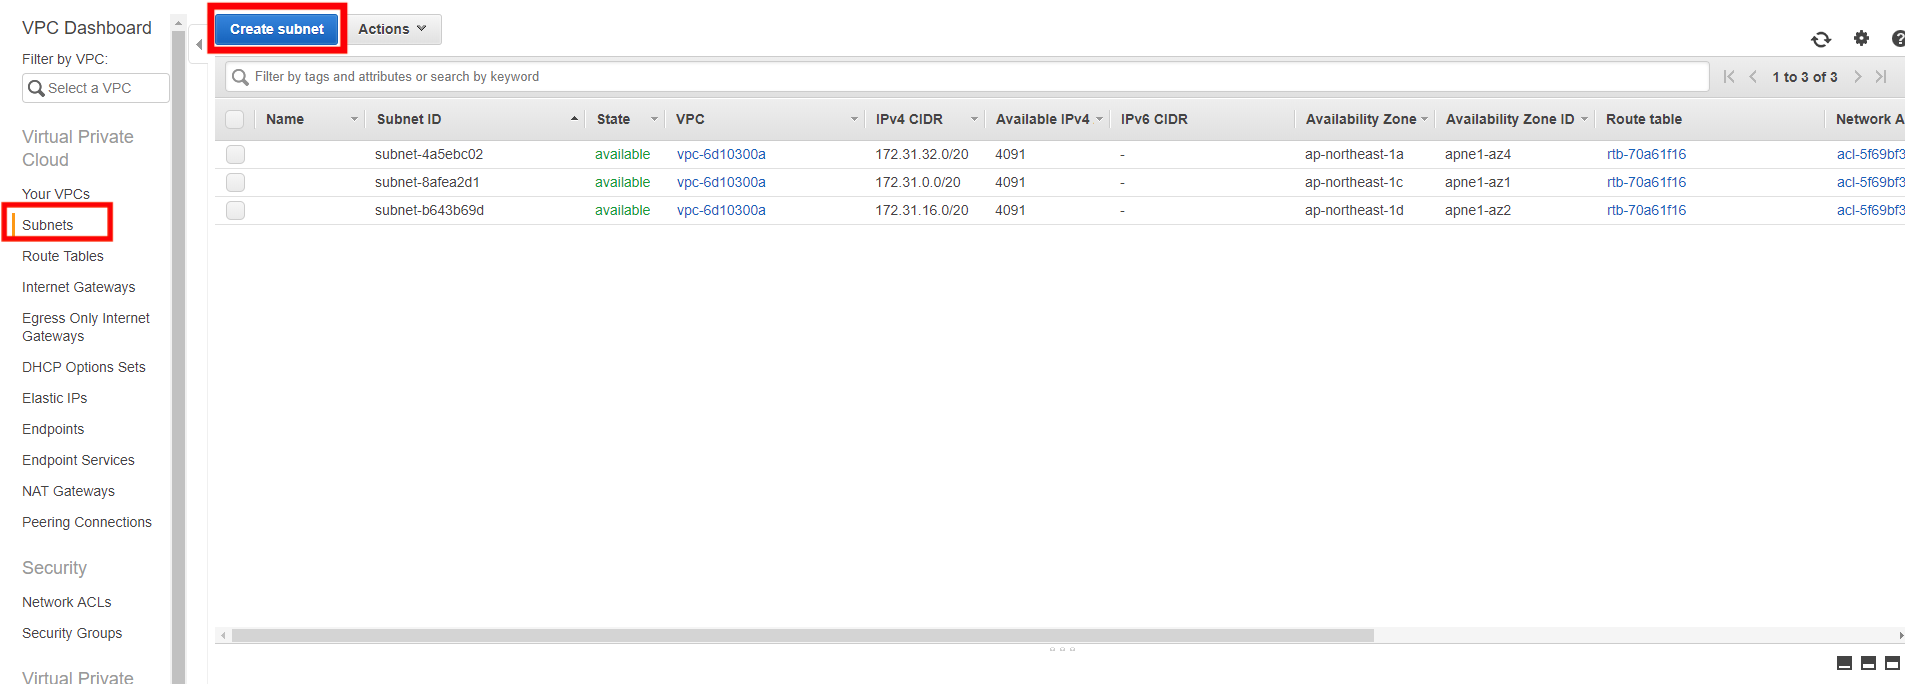 VPC Dashboard
Filter by VPC:
Select a VPC
Virtual Private
Cloud
Your VPCs
Subnets
Route Tables
Internet Gateways
Egress Only Internet
Gateways
DHCP Options Sets
Elastic IPs
Endpoints
Endpoint Services
NAT Gateways
Peering Connections
Security
Network ACLs
Security Groups
Virtual Private
Create subnet Actions
Filter by tags and attributes or search by keyword 1 to 3 of 3
Name Subnet ID State VPC IPv4 CIDR Available IPv4 IPv6 CIDR Availability Zone Availability Zone ID Route table Network A
subnet-4a5ebc02 available vpc-6d10300a 172.31.32.0/20 4091 - ap-northeast-1a apne1-az4 rtb-70a61f16 acl-5f69bf3
subnet-8afea2d1 available vpc-6d10300a 172.31.0.0/20 4091 - ap-northeast-1c apne1-az1 rtb-70a61f16 acl-5f69bf3
subnet-b643b69d available vpc-6d10300a 172.31.16.0/20 4091 - ap-northeast-1d apne1-az2 rtb-70a61f16 acl-5f69bf3